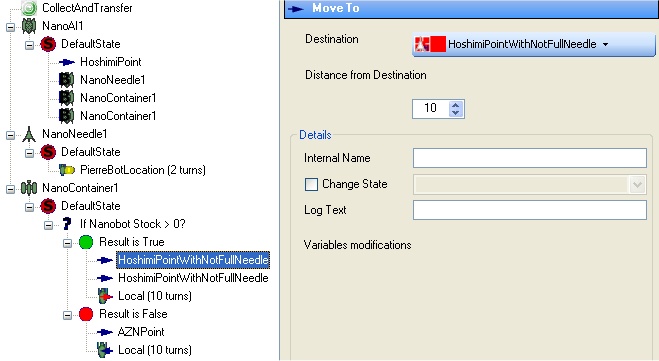 CollectAndTransfer
NanoAI1
DefaultState
HoshimiPoint
NanoNeedle1
NanoContainer1
NanoContainer1
NanoNeedle1
DefaultState
PierreBotLocation (2 turns)
NanoContainer1
DefaultState
If Nanobot Stock > 0?
Result is True
HoshimiPointWithNotFullNeedle
HoshimiPointWithNotFullNeedle
Local (10 turns)
Result is False
AZNPoint
Local (10 turns)
Move To
Destination HoshimiPointWithNotFullNeedle
Distance from Destination
10
Details
Internal Name
Change State
Log Text
Variables modifications